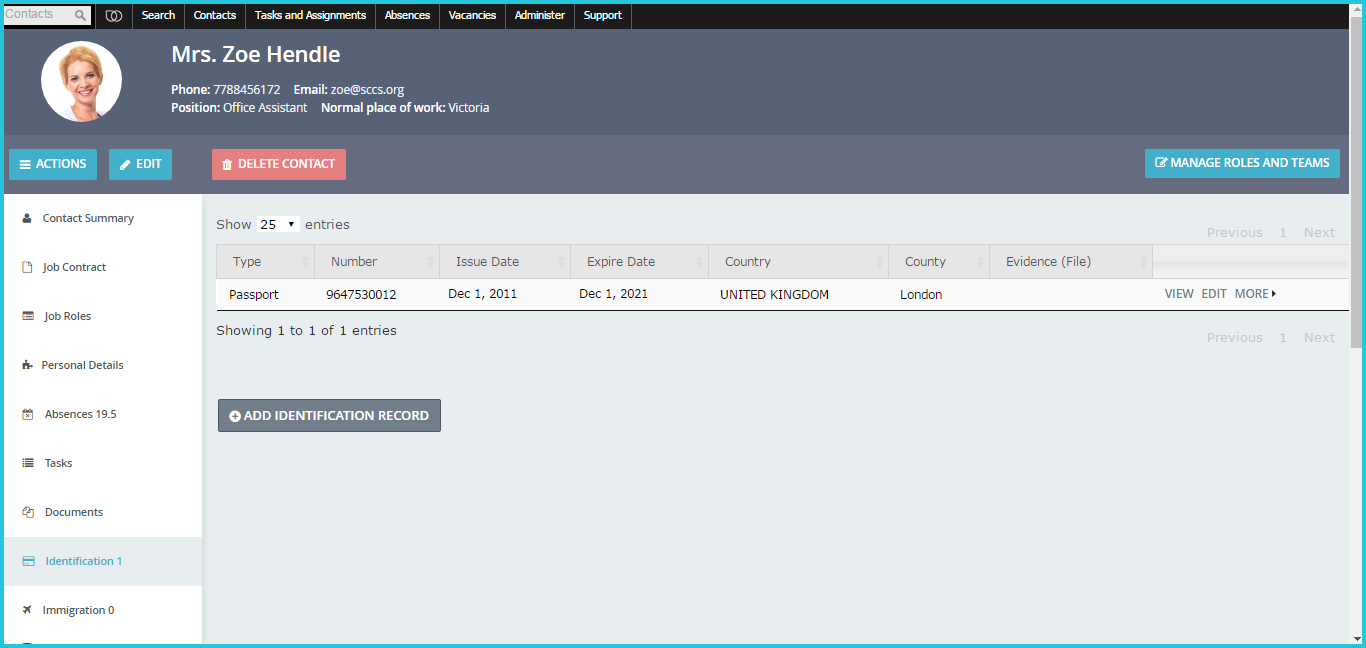 Contacts
Search Contacts Tasks and Assignments Absences Vacancies Administer Support
Mrs. Zoe Hendle
Phone: 7788456172 Email: zoe@sccs.org
Position: Office Assistant Normal place of work: Victoria
ACTIONS EDIT DELETE CONTACT MANAGE ROLES AND TEAMS
Contact Summary
Job Contract
Job Roles
Personal Details
Absences 19.5
Tasks
Documents
Identification 1
Immigration 0
Show 25 entries
Previous 1 Next
Type Number Issue Date Expire Date Country County Evidence (File)
Passport 9647530012 Dec 1, 2011 Dec 1, 2021 UNITED KINGDOM London VIEW EDIT MORE
Showing 1 to 1 of 1 entries
Previous 1 Next
ADD IDENTIFICATION RECORD